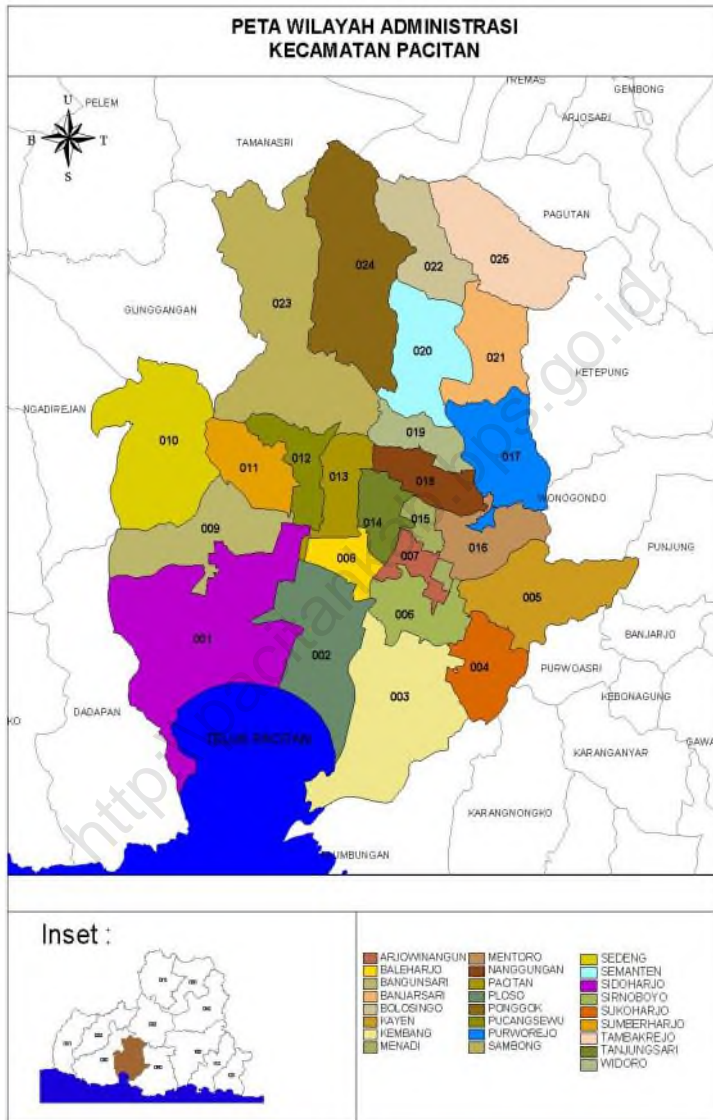 PETA WILAYAH ADMINISTRASI
KECAMATAN PACITAN
TREMAS
GEMBONG
PELEM
U
B
T
S
ARJOSARI
TAMANASRI
PAGUTAN
GUNGGANGAN
KETEPUNG
NGADIREJAN
WONOGONDO
PUNJUNG
BANJARJO
PURWOASRI
KEBONAGUNG
DADAPAN
KO
GAWA
KARANGANYAR
KARANGNONGKO
TELUK PACITAN
KLUMBUNGAN
024
022
025
023
020
021
010
019
017
012
011
013
018
014
015
009
016
008
007
005
006
001
002
004
003
Inset :
ARJOWINANGUN
BALEHARJO
BANGUNSARI
BANJARSARI
BOLOSINGO
KAYEN
KEMBANG
MENADI
MENTORO
NANGGUNGAN
PACITAN
PLOSO
PONGGOK
PUCANGSEWU
PURWOREJO
SAMBONG
SEDENG
SEMANTEN
SIDOHARJO
SIRNOBOYO
SUKOHARJO
SUMBERHARJO
TAMBAKREJO
TANJUNGSARI
WIDORO